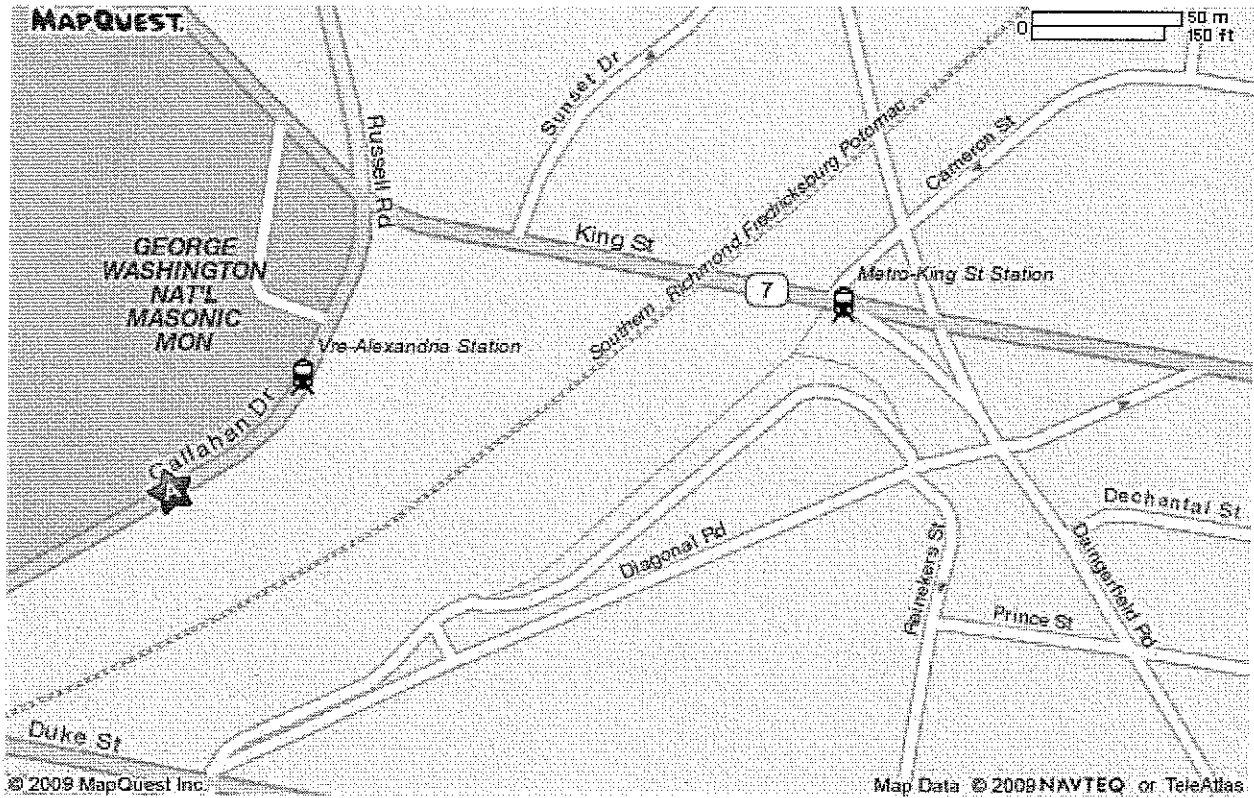 MAPQUEST.
50 m
0
150 ft
Sunset Dr
Russell Rd
Cameron St
Southern Richmond Fredricksburg Potomac
King St
GEORGE
WASHINGTON
NAT'L
MASONIC
MON
7
Metro-King St Station
Vre-Alexandria Station
Callahan Dr
A
Diagonal Rd
Dechantal St
Daingerfield Rd
Peinekers St
Prince St
Duke St
© 2009 MapQuest Inc.
Map Data © 2009 NAVTEQ or TeleAtlas